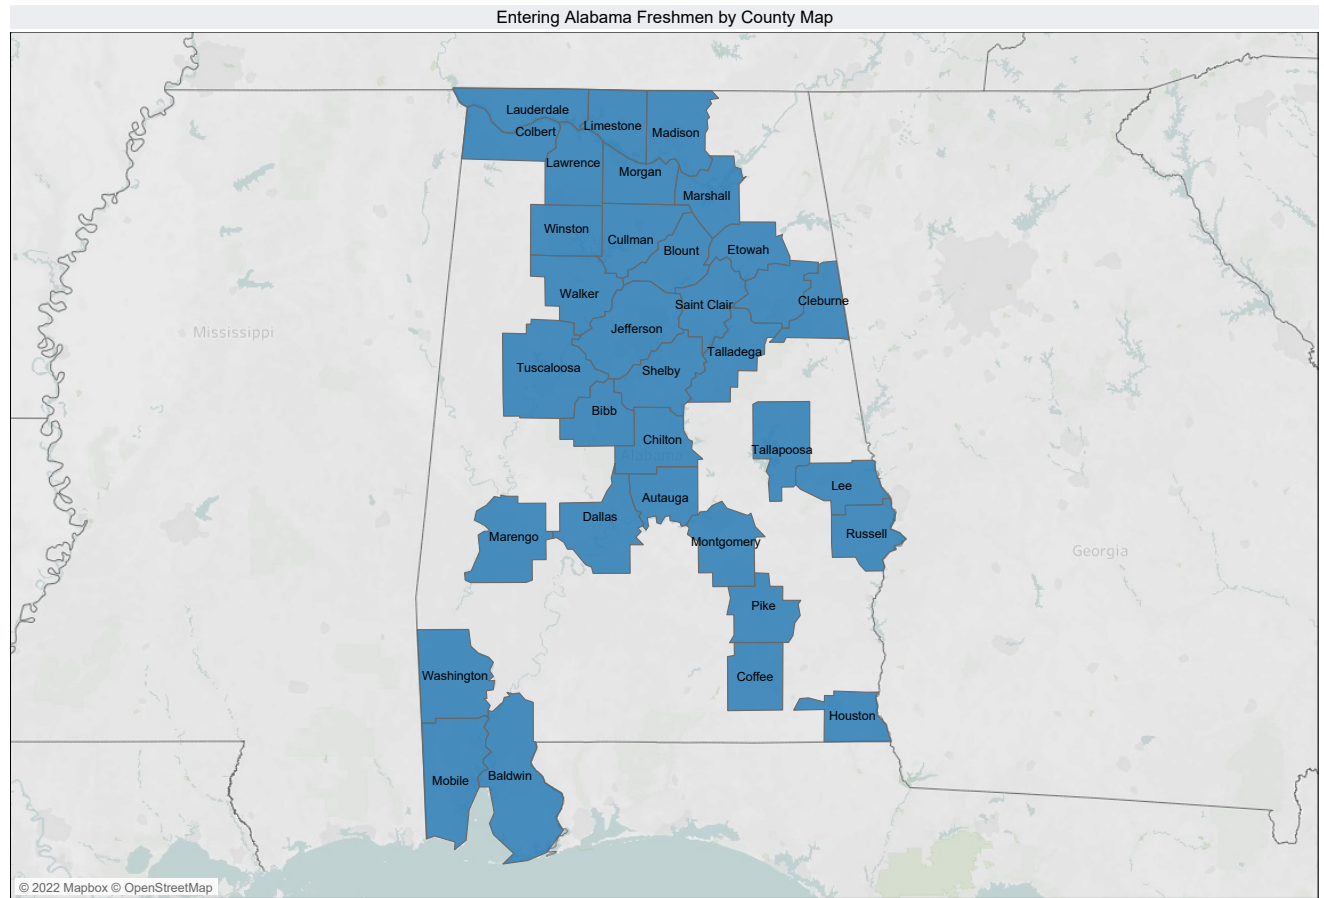 Entering Alabama Freshmen by County Map
Lauderdale
Limestone
Colbert
Madison
Lawrence
Morgan
Marshall
Winston
Cullman
Blount
Etowah
Walker
Saint Clair
Cleburne
Jefferson
Mississippi
Talladega
Tuscaloosa
Shelby
Bibb
Chilton
Alabama
Tallapoosa
Lee
Autauga
Dallas
Marengo
Montgomery
Russell
Georgia
Pike
Washington
Coffee
Houston
Mobile
Baldwin
© 2022 Mapbox © OpenStreetMap